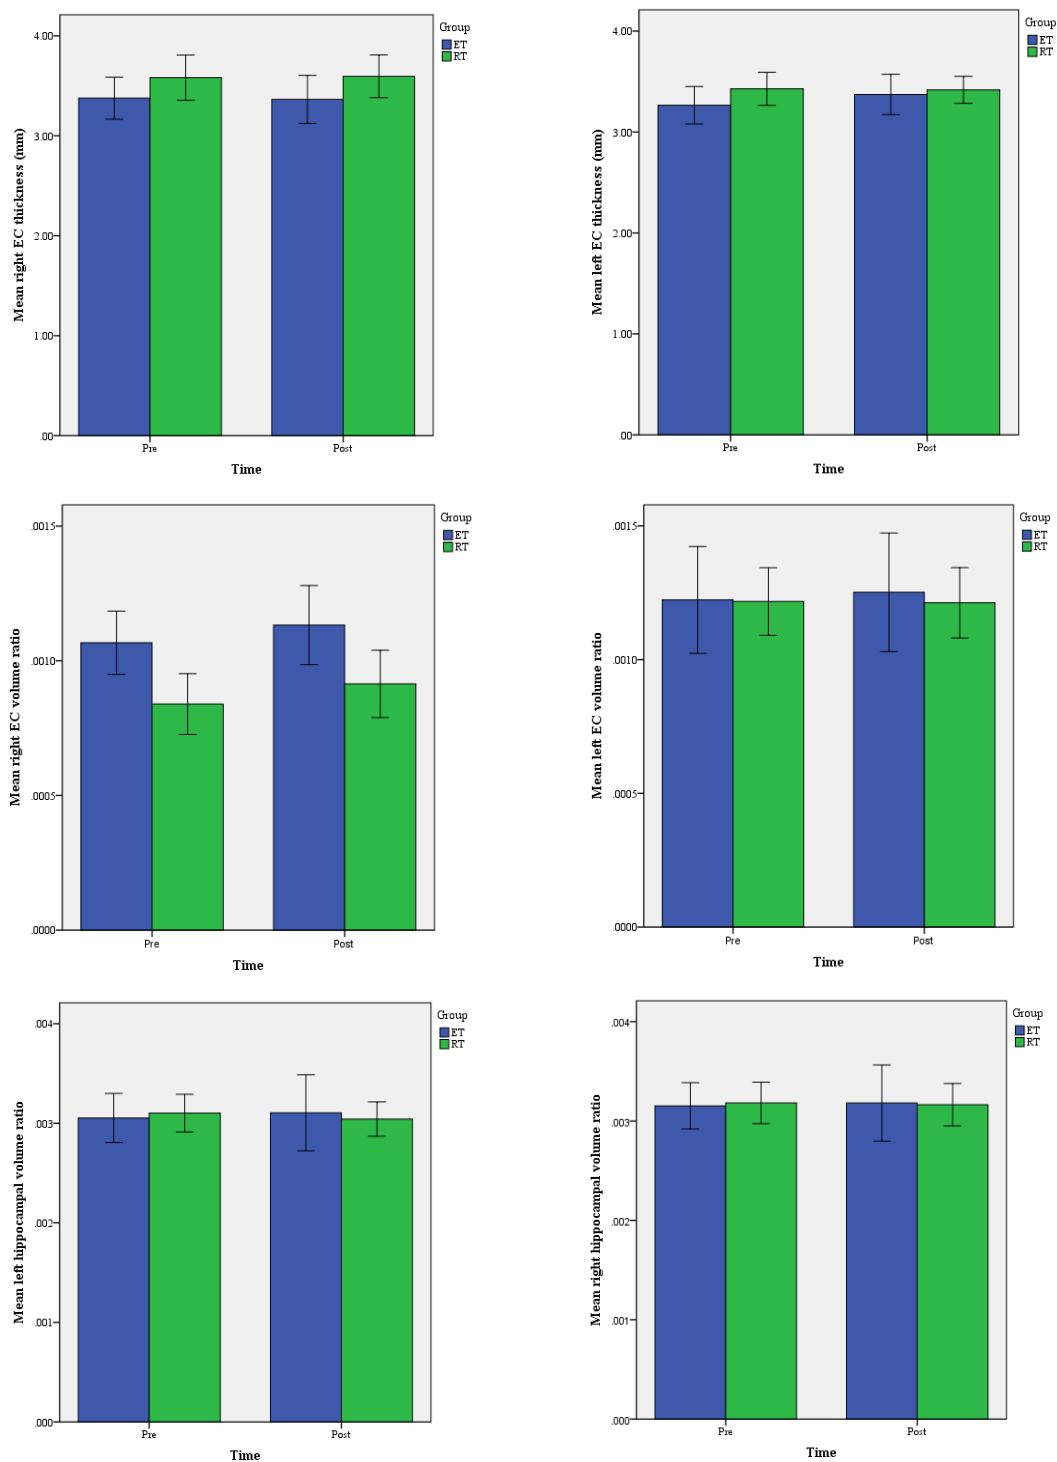 Group
ET
RT
4.00
3.00
2.00
1.00
.00
Mean right EC thickness (mm)
Pre
Post
Time
Group
ET
RT
4.00
3.00
2.00
1.00
.00
Mean left EC thickness (mm)
Pre
Post
Time
Group
ET
RT
.0015
.0010
.0005
.0000
Mean right EC volume ratio
Pre
Post
Time
Group
ET
RT
.0015
.0010
.0005
.0000
Mean left EC volume ratio
Pre
Post
Time
Group
ET
RT
.004
.003
.002
.001
.000
Mean left hippocampal volume ratio
Pre
Post
Time
Group
ET
RT
.004
.003
.002
.001
.000
Mean right hippocampal volume ratio
Pre
Post
Time